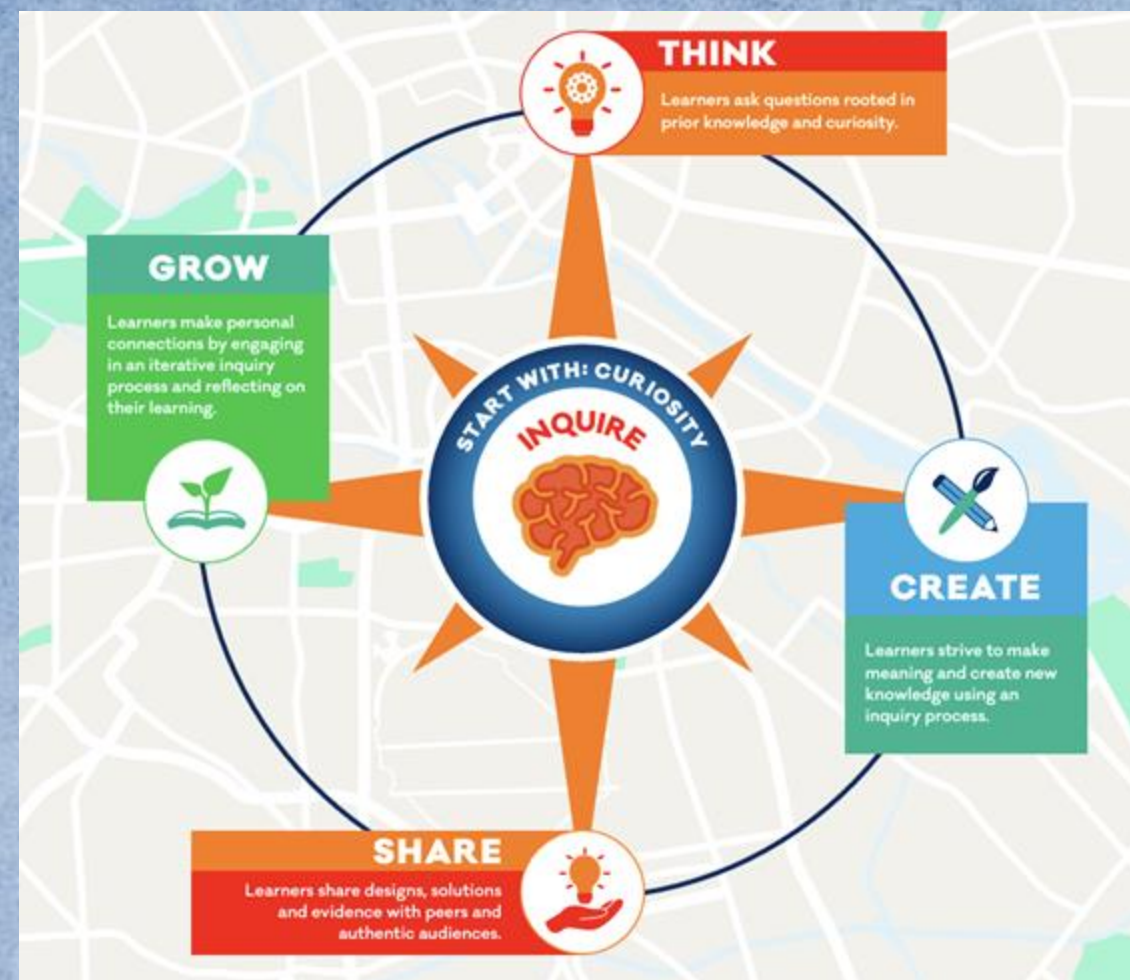 THINK
Learners ask questions rooted in
prior knowledge and curiosity.
GROW
Learners make personal
connections by engaging
in an iterative inquiry
process and reflecting on
their learning.
START WITH: CURIOSITY
INQUIRE
CREATE
Learners strive to make
meaning and create new
knowledge using an
inquiry process.
SHARE
Learners share designs, solutions
and evidence with peers and
authentic audiences.